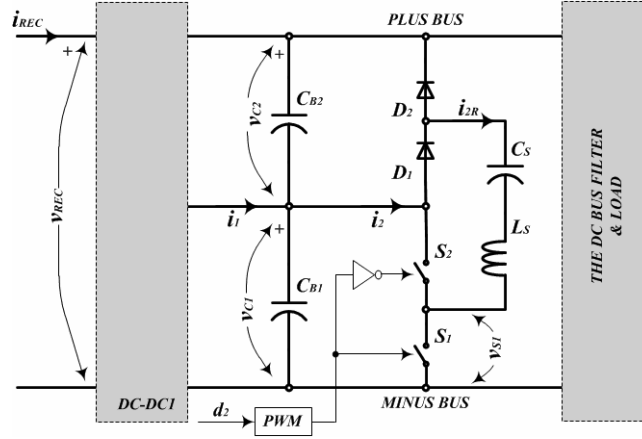 iREC
PLUS BUS
+
+
vC2
CB2
D2
i2R
CS
D1
vREC
i1
i2
LS
+
S2
vC1
CB1
S1
vS1
DC-DC1
d2
PWM
MINUS BUS
THE DC BUS FILTER
& LOAD